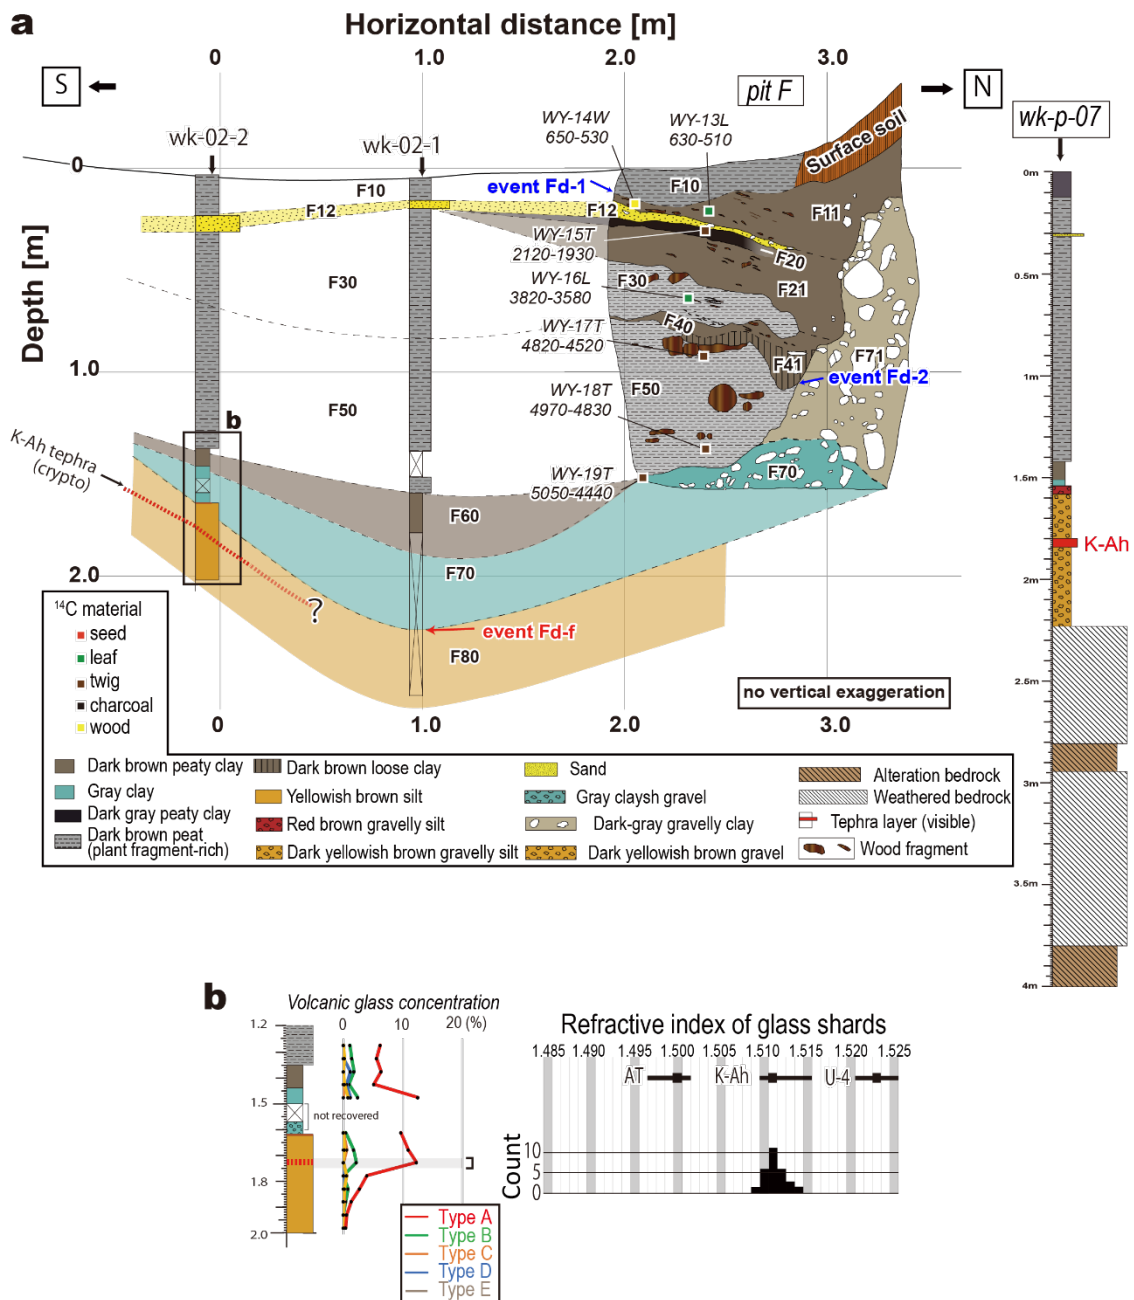 a
Horizontal distance [m]
0
1.0
2.0
3.0
S
N
pit F
wk-p-07
WY-14W
650-530
WY-13L
630-510
wk-02-2
wk-02-1
Surface soil
0
event Fd-1
F10
F10
F12
F12
F11
WY-15T
2120-1930
F20
F30
F30
F21
WY-16L
3820-3580
Depth [m]
WY-17T
4820-4520
F40
F41
F71
1.0
event Fd-2
WY-18T
4970-4830
F50
F50
b
K-Ah tephra
(crypto)
WY-19T
5050-4440
F70
F60
F70
2.0
?
event Fd-f
F80
0m
0.5m
1m
1.5m
K-Ah
2m
2.5m
3m
3.5m
4m
¹⁴C material
seed
leaf
twig
charcoal
wood
no vertical exaggeration
0
1.0
2.0
3.0
Dark brown peaty clay
Gray clay
Dark gray peaty clay
Dark brown peat
(plant fragment-rich)
Dark brown loose clay
Yellowish brown silt
Red brown gravelly silt
Dark yellowish brown gravelly silt
Sand
Gray claysh gravel
Dark-gray gravelly clay
Dark yellowish brown gravel
Alteration bedrock
Weathered bedrock
Tephra layer (visible)
Wood fragment
b
Volcanic glass concentration
0
10
20 (%)
1.2
1.5
1.8
2.0
not recovered
Type A
Type B
Type C
Type D
Type E
Refractive index of glass shards
1.485
1.490
1.495
1.500
1.505
1.510
1.515
1.520
1.525
AT
K-Ah
U-4
Count
10
5
0